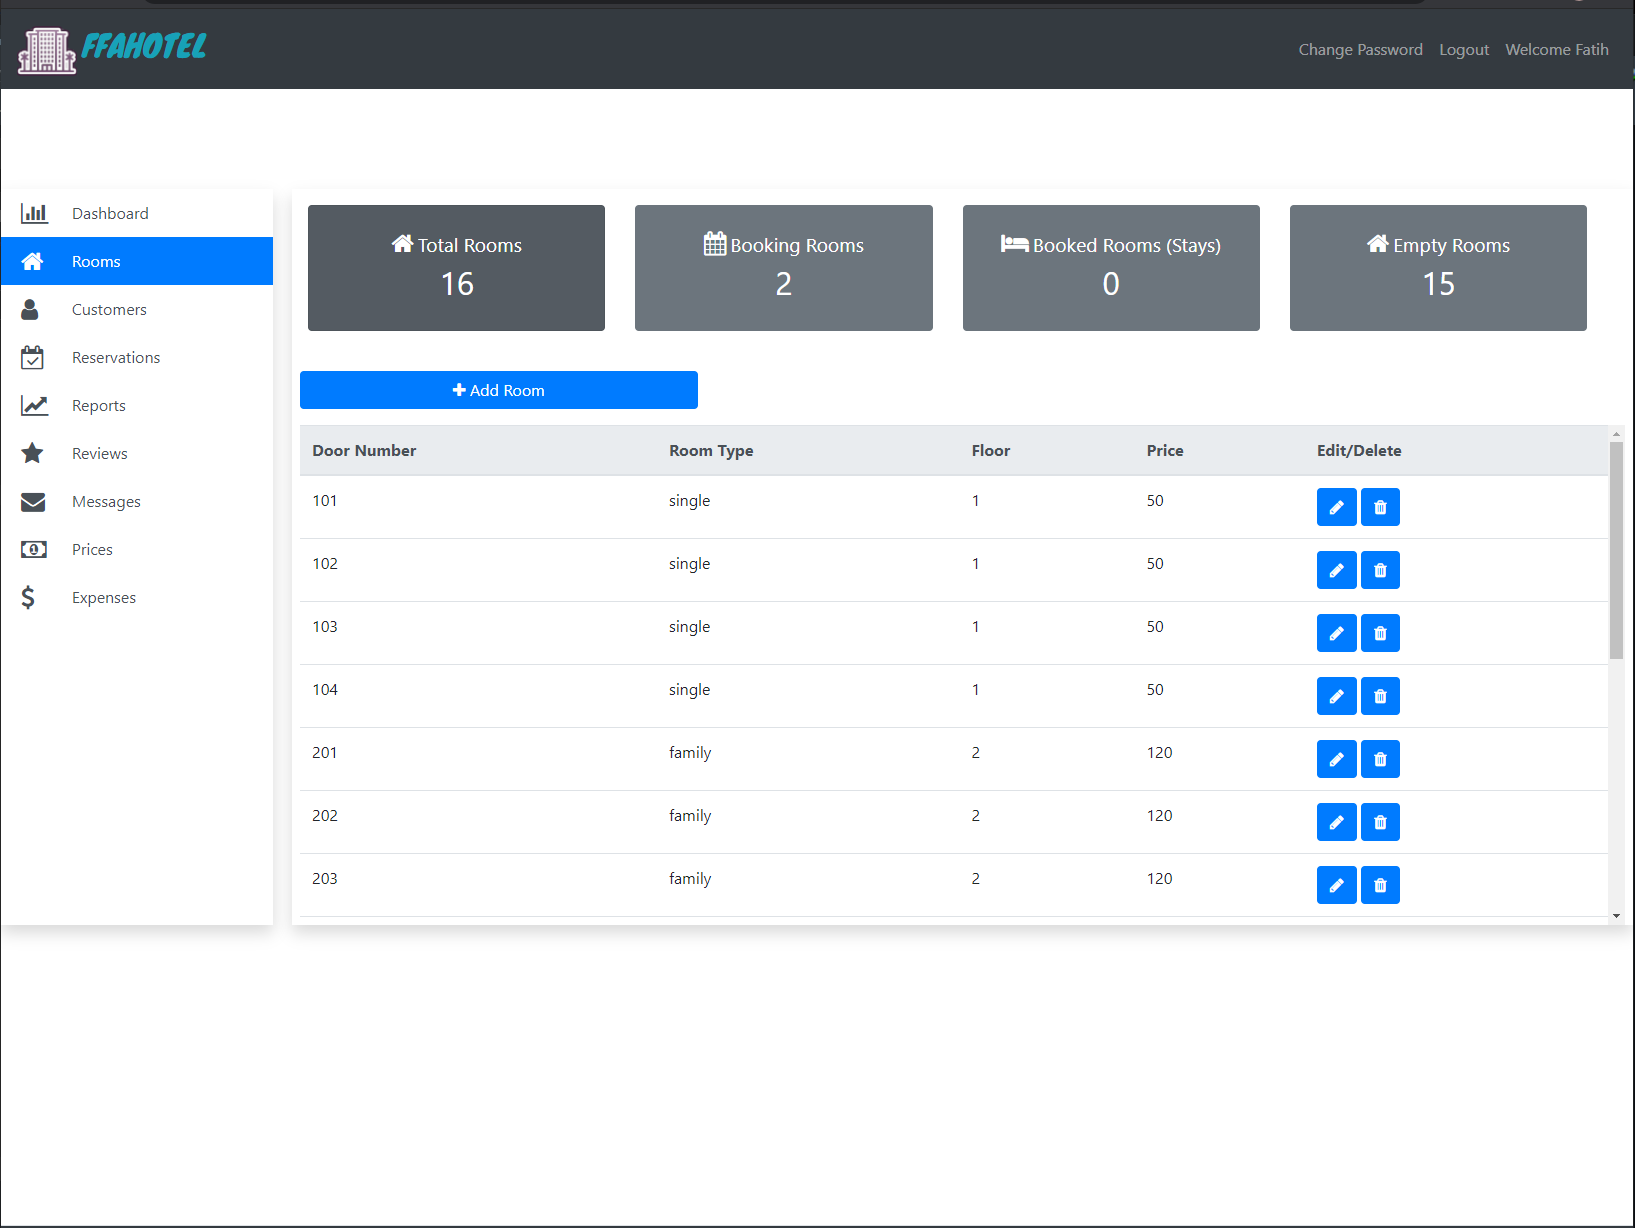 FFAHOTEL
Change Password Logout Welcome Fatih
Dashboard
Rooms
Customers
Reservations
Reports
Reviews
Messages
Prices
Expenses
Total Rooms
16
Booking Rooms
2
Booked Rooms (Stays)
0
Empty Rooms
15
Add Room
Door Number Room Type Floor Price Edit/Delete
101 single 1 50
102 single 1 50
103 single 1 50
104 single 1 50
201 family 2 120
202 family 2 120
203 family 2 120